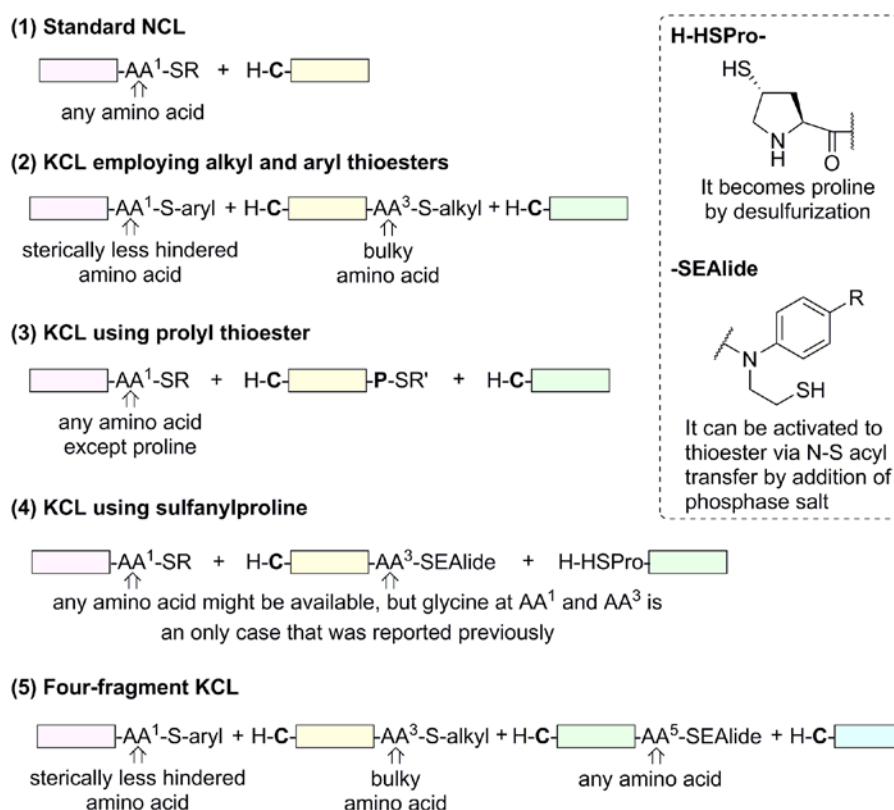 (1) Standard NCL
-AA¹-SR + H-C-
any amino acid
(2) KCL employing alkyl and aryl thioesters
-AA¹-S-aryl + H-C- -AA³-S-alkyl + H-C-
sterically less hindered amino acid
bulky amino acid
(3) KCL using prolyl thioester
-AA¹-SR + H-C- -P-SR' + H-C-
any amino acid
except proline
(4) KCL using sulfanylproline
-AA¹-SR + H-C- -AA³-SEAlide + H-HSPro-
any amino acid might be available, but glycine at AA¹ and AA³ is
an only case that was reported previously
(5) Four-fragment KCL
-AA¹-S-aryl + H-C- -AA³-S-alkyl + H-C- -AA⁵-SEAlide + H-C-
sterically less hindered amino acid
bulky amino acid
any amino acid
H-HSPro-
HS
N
H
O
It becomes proline
by desulfurization
-SEAlide
R
N
SH
It can be activated to
thioester via N-S acyl
transfer by addition of
phosphase salt